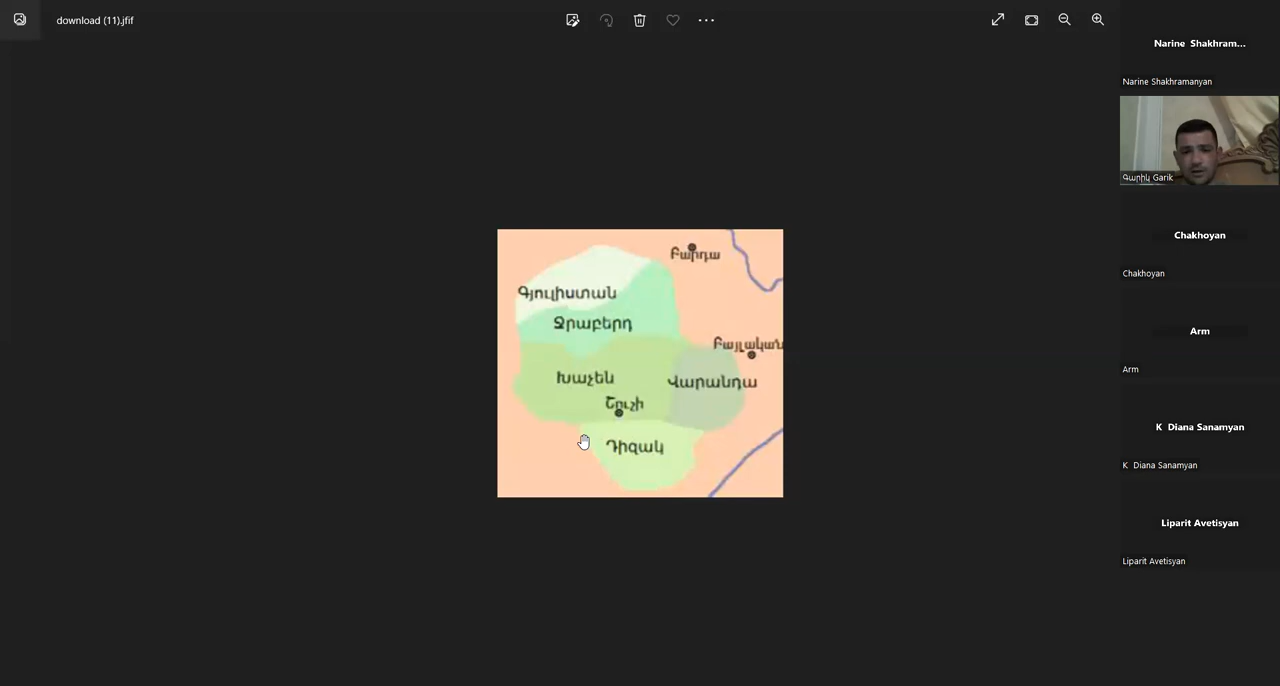 download (11).jfif
Narine Shakhram...
Narine Shakhramanyan
Գարիկ Garik
Chakhoyan
Chakhoyan
Arm
Arm
K Diana Sanamyan
K Diana Sanamyan
Liparit Avetisyan
Liparit Avetisyan
Բարդա
Գյուլիստան
Ջրաբերդ
Բայլական
Խաչեն
Վարանդա
Շուշի
Դիզակ